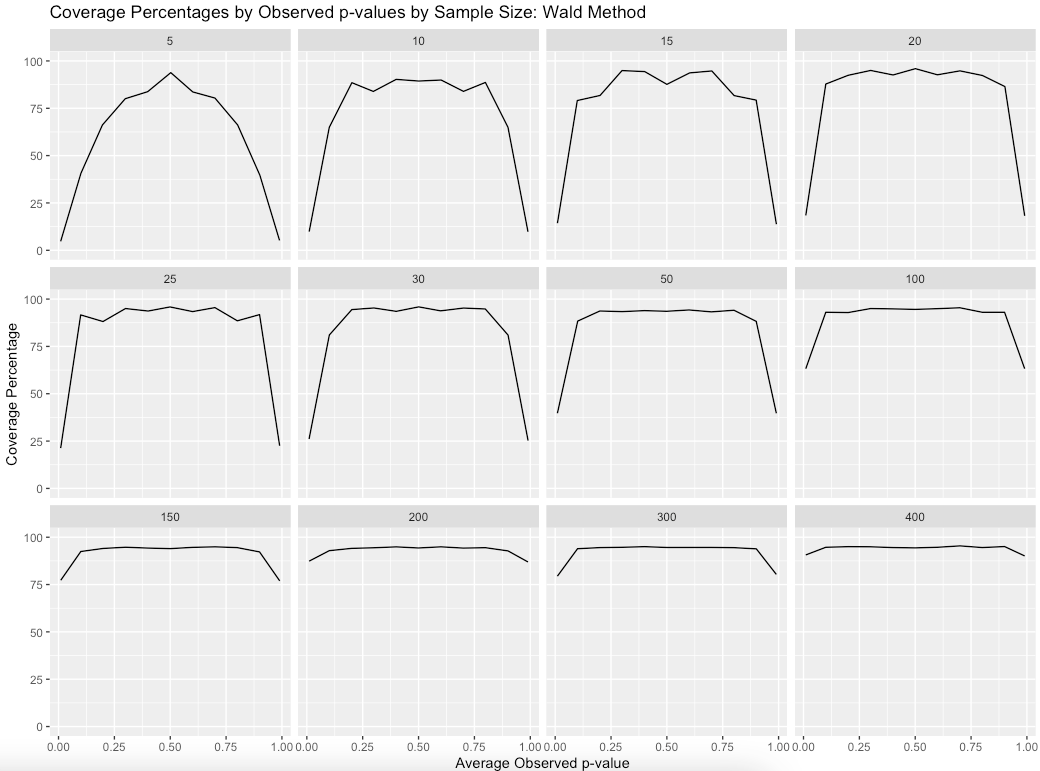 Coverage Percentages by Observed p-values by Sample Size: Wald Method
5 10 15 20
100
75
50
25
0
25 30 50 100
100
75
50
25
0
150 200 300 400
100
75
50
25
0
Coverage Percentage
0.00 0.25 0.50 0.75 1.00 0.00 0.25 0.50 0.75 1.00 0.00 0.25 0.50 0.75 1.00 0.00 0.25 0.50 0.75 1.00
Average Observed p-value